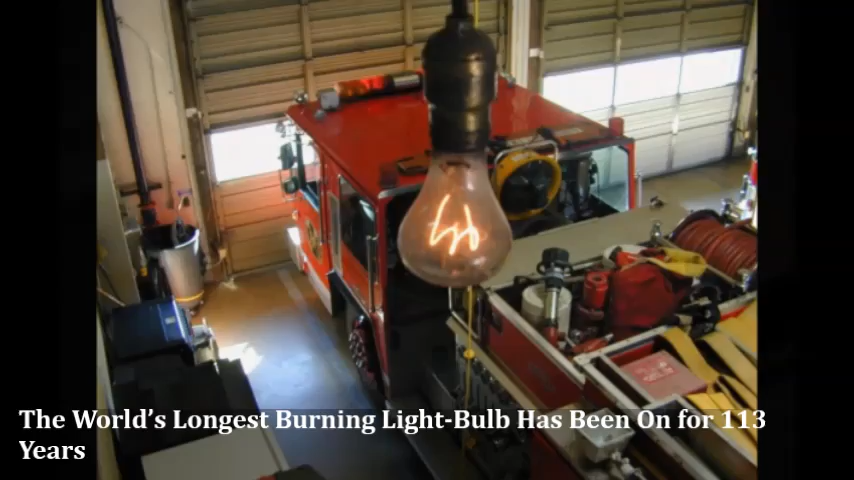 The World’s Longest Burning Light-Bulb Has Been On for 113
Years